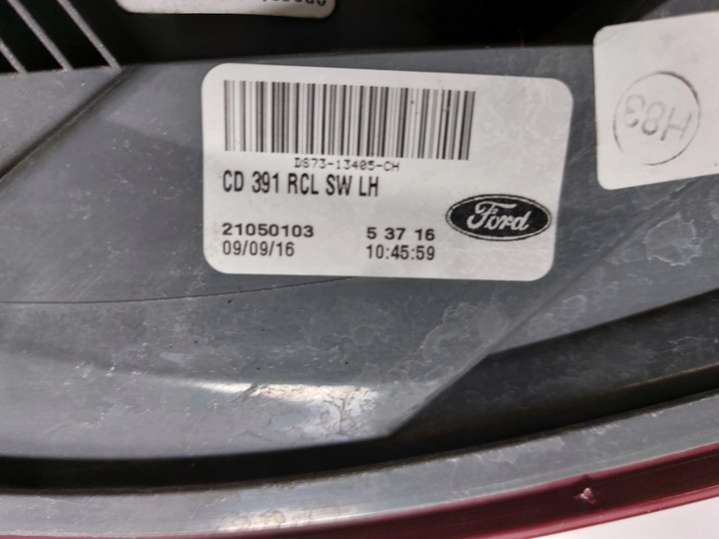 DS73-13405-CH
CD 391 RCL SW LH
21050103 5 37 16
09/09/16 10:45:59
Ford
H83